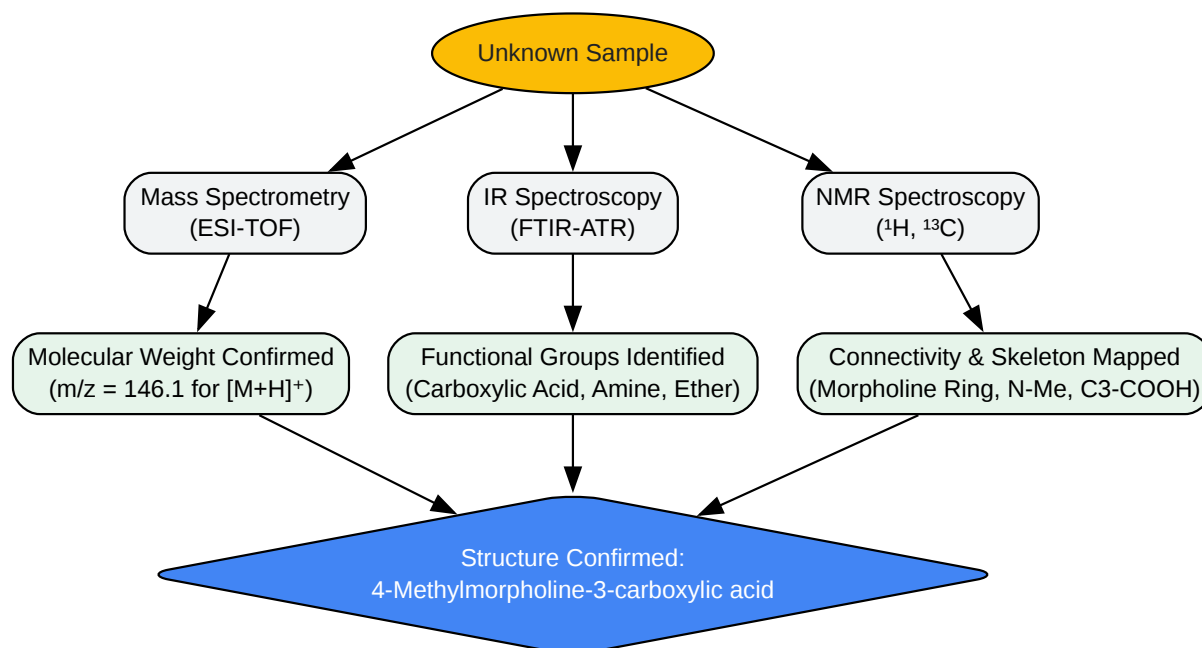 Unknown Sample
Mass Spectrometry
(ESI-TOF)
IR Spectroscopy
(FTIR-ATR)
NMR Spectroscopy
(¹H, ¹³C)
Molecular Weight Confirmed
(m/z = 146.1 for [M+H]⁺)
Functional Groups Identified
(Carboxylic Acid, Amine, Ether)
Connectivity & Skeleton Mapped
(Morpholine Ring, N-Me, C3-COOH)
Structure Confirmed:
4-Methylmorpholine-3-carboxylic acid